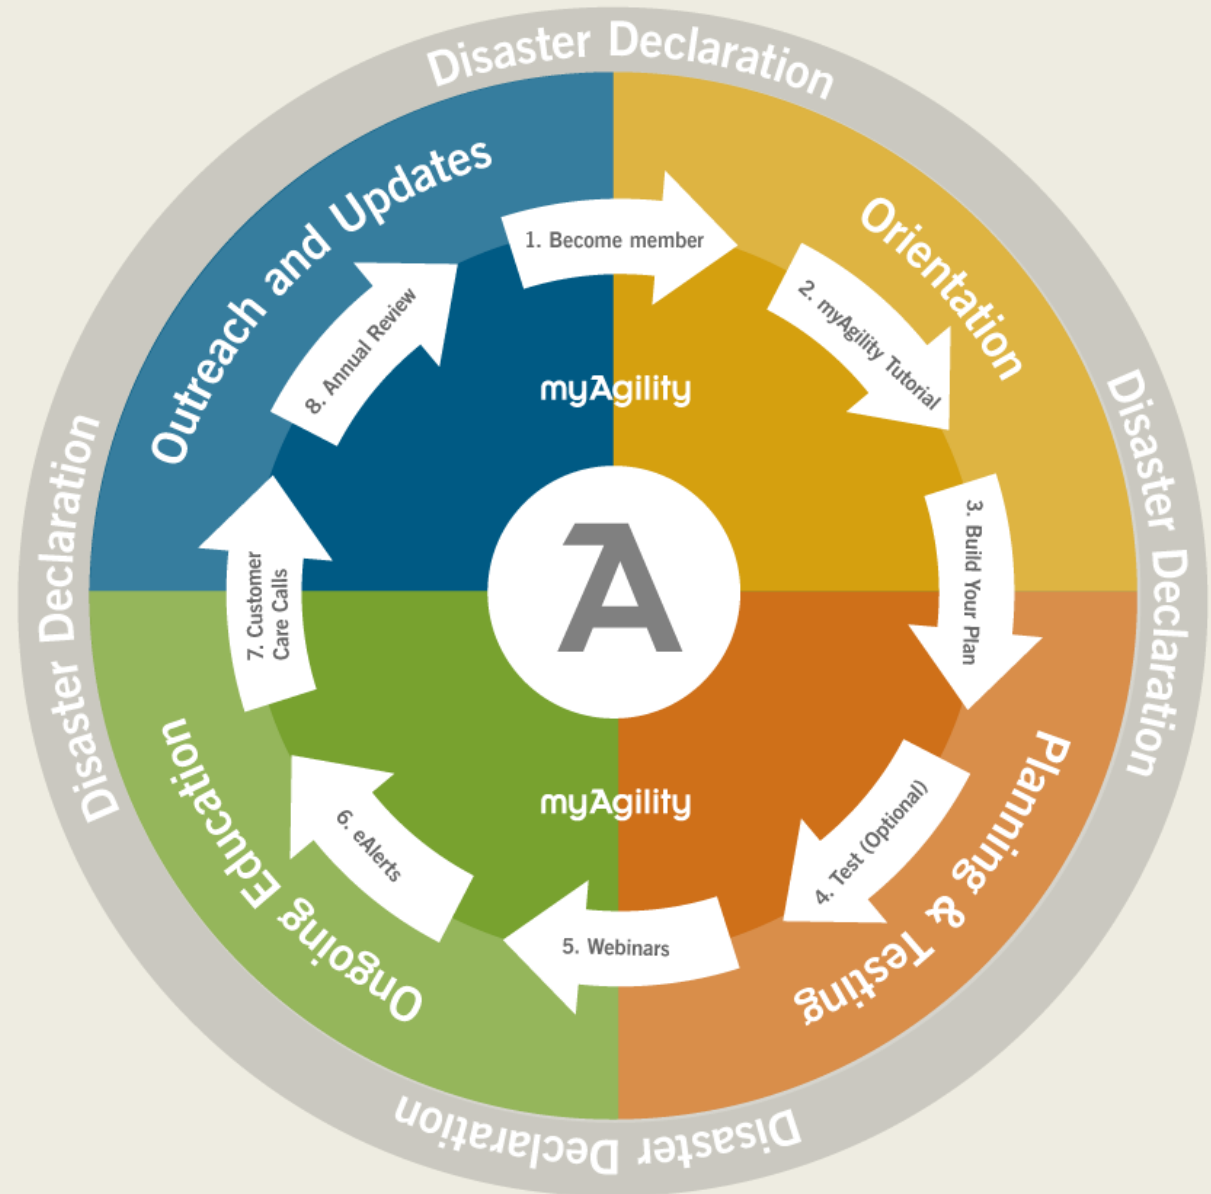 Disaster Declaration
Outreach and Updates
Orientation
1. Become member
2. myAgility Tutorial
8. Annual Review
myAgility
Disaster Declaration
Disaster Declaration
3. Build Your Plan
A
7. Customer
Care Calls
myAgility
4. Test (Optional)
6. eAlerts
5. Webinars
Planning & Testing
Ongoing Education
Disaster Declaration